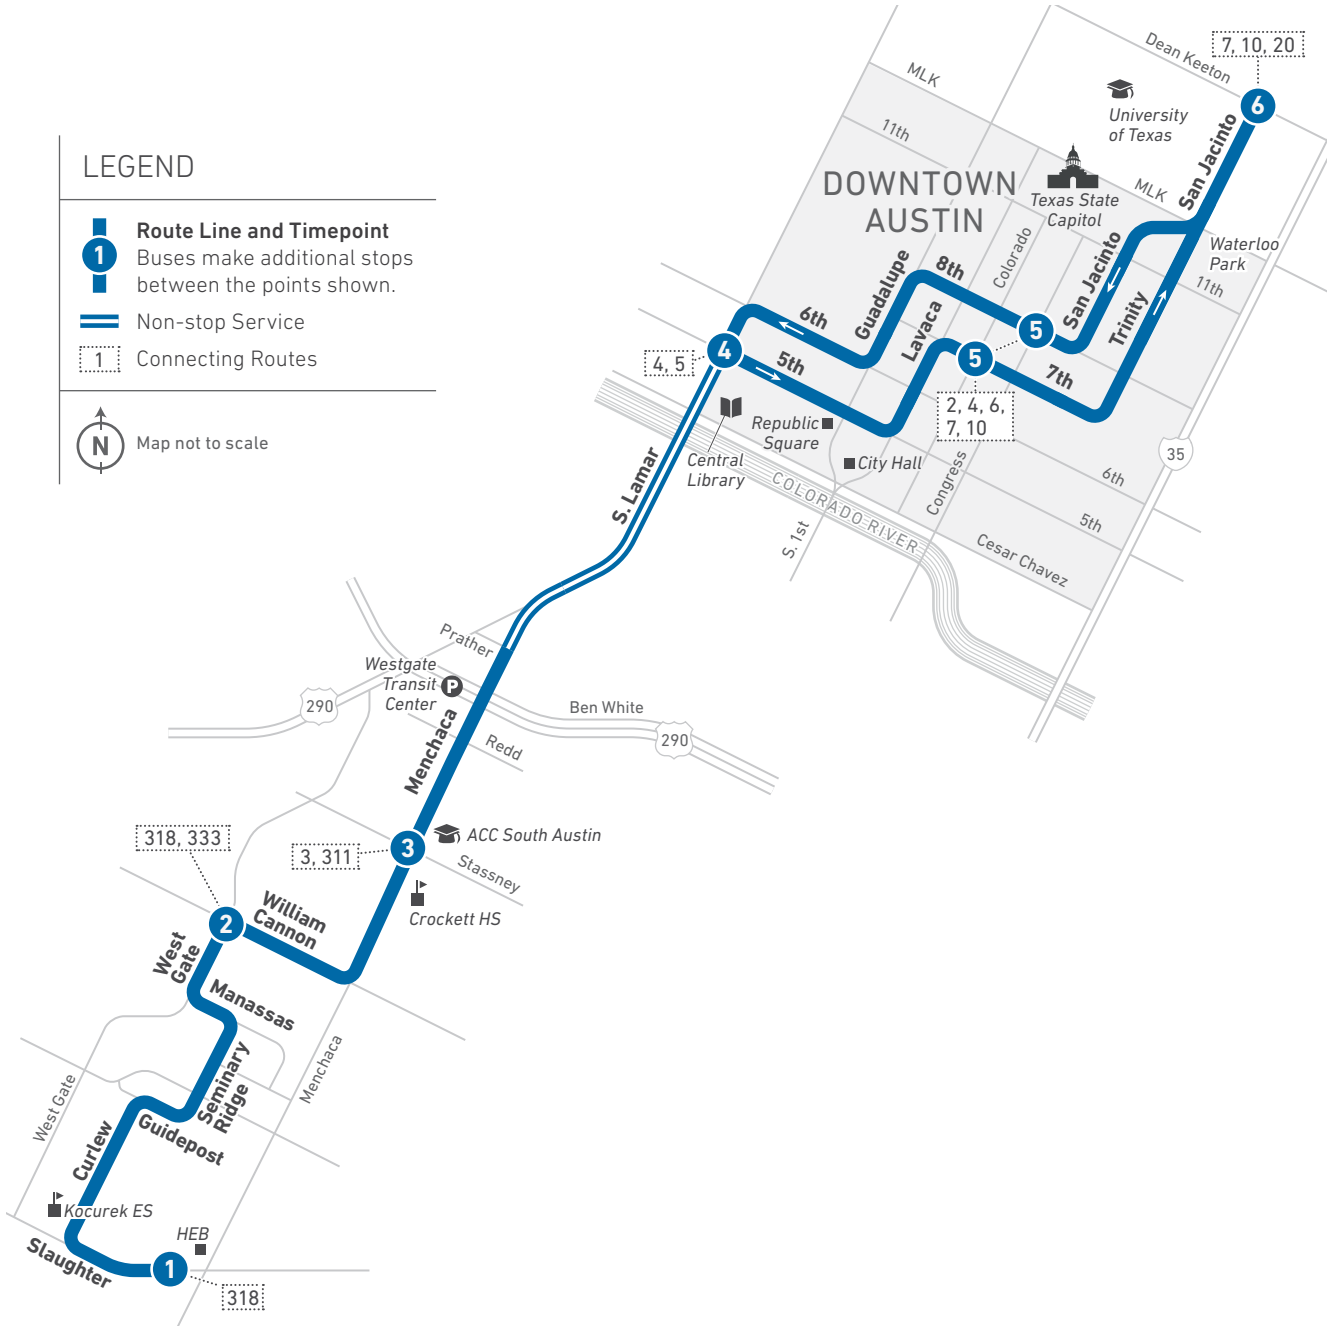 LEGEND
1
Route Line and Timepoint
Buses make additional stops
between the points shown.
Non-stop Service
1
Connecting Routes
N
Map not to scale
7, 10, 20
Dean Keeton
6
MLK
University
of Texas
San Jacinto
11th
DOWNTOWN
AUSTIN
Texas State
Capitol
MLK
Waterloo
Park
11th
Colorado
San Jacinto
Trinity
8th
Guadalupe
Lavaca
6th
5th
5
5
7th
4
4, 5
2, 4, 6,
7, 10
Republic
Square
City Hall
Central
Library
Congress
35
6th
5th
COLORADO RIVER
S. 1st
Cesar Chavez
S. Lamar
Prather
Westgate
Transit
Center
P
290
Ben White
290
Redd
Menchaca
318, 333
3, 311
3
ACC South Austin
Stassney
Crockett HS
2
William
Cannon
West
Gate
Manassas
Seminary
Ridge
Menchaca
West Gate
Guidepost
Curlew
Kocurek ES
HEB
Slaughter
1
318